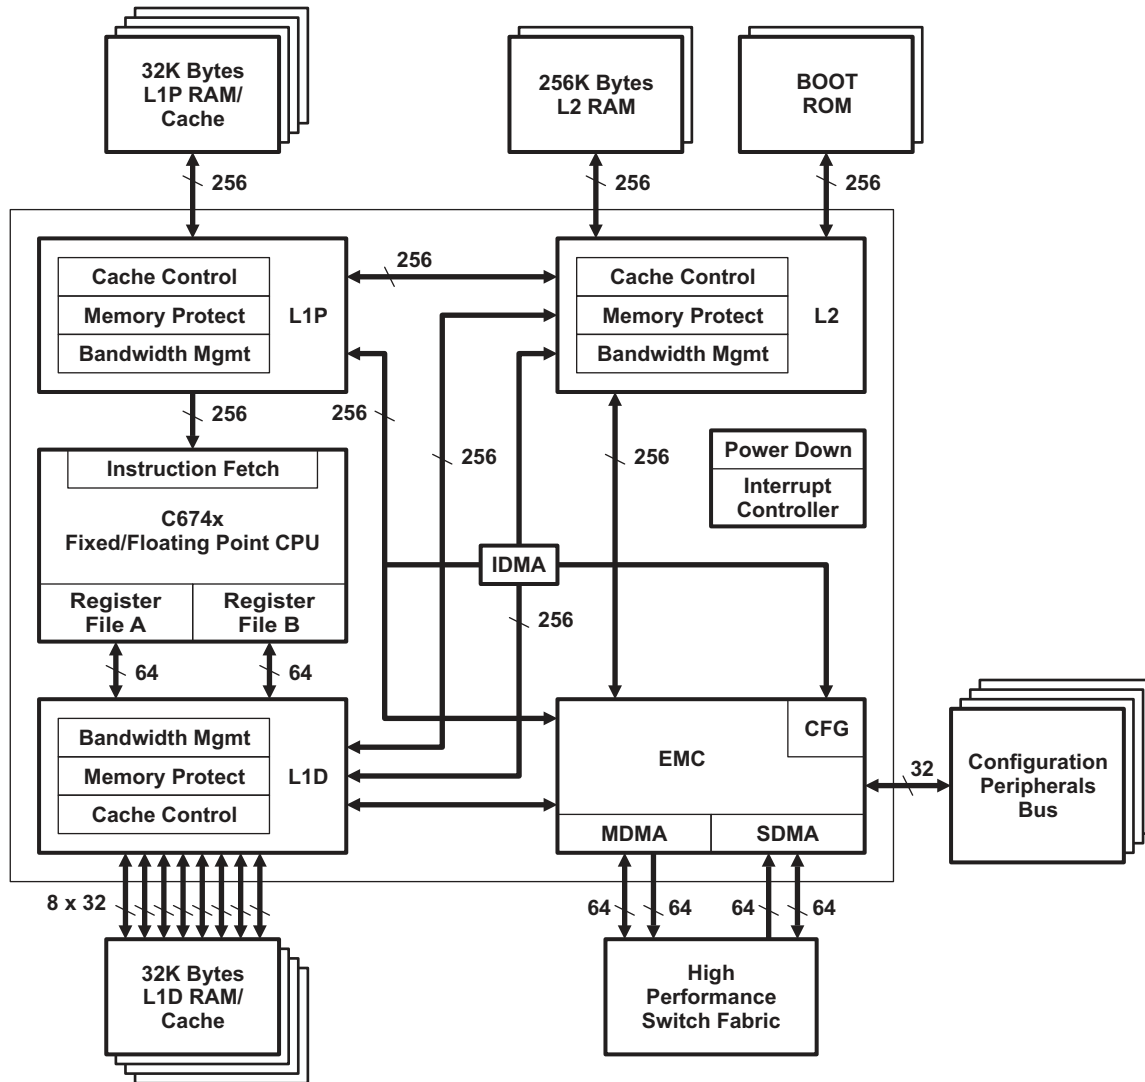 32K Bytes
L1P RAM/
Cache
256K Bytes
L2 RAM
BOOT
ROM
256
256
256
Cache Control
Memory Protect
Bandwidth Mgmt
L1P
256
Cache Control
Memory Protect
Bandwidth Mgmt
L2
256
256
256
256
Instruction Fetch
C674x
Fixed/Floating Point CPU
Register
File A
Register
File B
Power Down
Interrupt
Controller
IDMA
256
64
64
Bandwidth Mgmt
Memory Protect
Cache Control
L1D
EMC
CFG
MDMA
SDMA
32
Configuration
Peripherals
Bus
8 x 32
64
64
64
64
32K Bytes
L1D RAM/
Cache
High
Performance
Switch Fabric